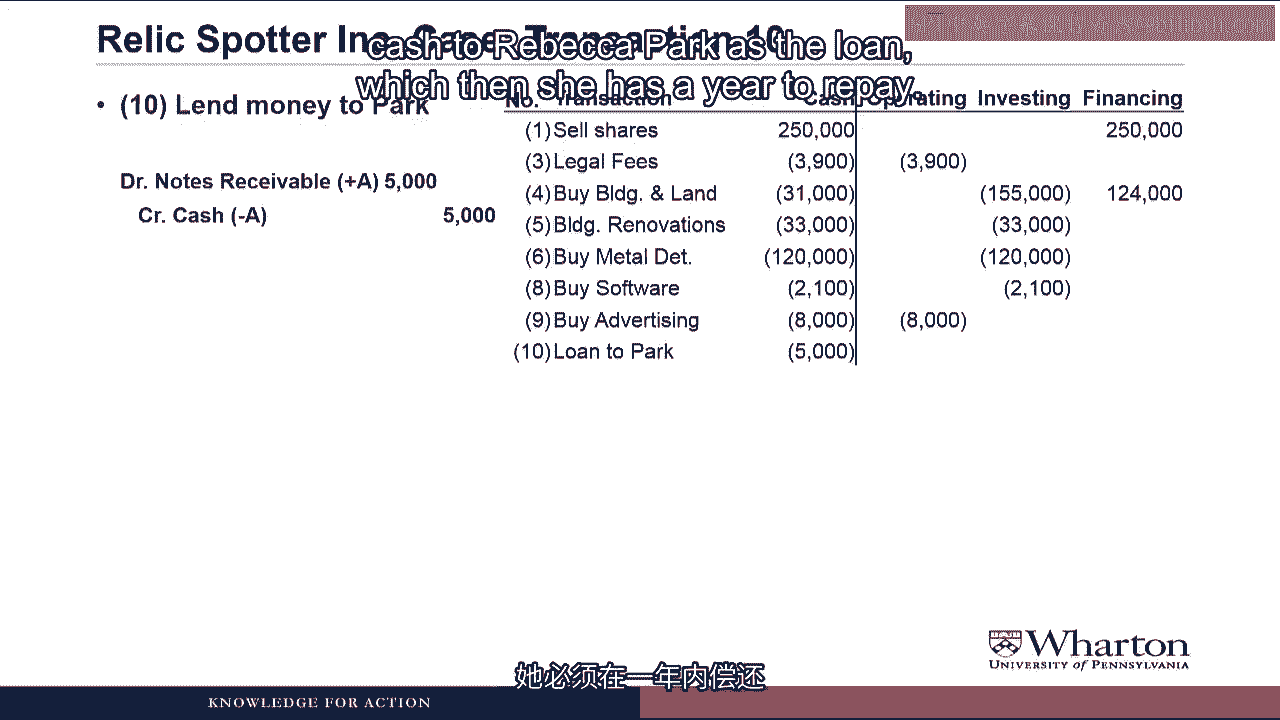 Relic Spotter Inc. Case: Transaction 10
cash to Rebecca Park as the loan,
which then she has a year to repay.
• (10) Lend money to Park
Dr. Notes Receivable (+A) 5,000
Cr. Cash (-A) 5,000
No. Transaction Cash Operating Investing Financing
(1) Sell shares 250,000 250,000
(3) Legal Fees (3,900) (3,900)
(4) Buy Bldg. & Land (31,000) (155,000) 124,000
(5) Bldg. Renovations (33,000) (33,000)
(6) Buy Metal Det. (120,000) (120,000)
(8) Buy Software (2,100) (2,100)
(9) Buy Advertising (8,000) (8,000)
(10) Loan to Park (5,000)
Wharton
UNIVERSITY of PENNSYLVANIA
她必须在一年内偿还
KNOWLEDGE FOR ACTION